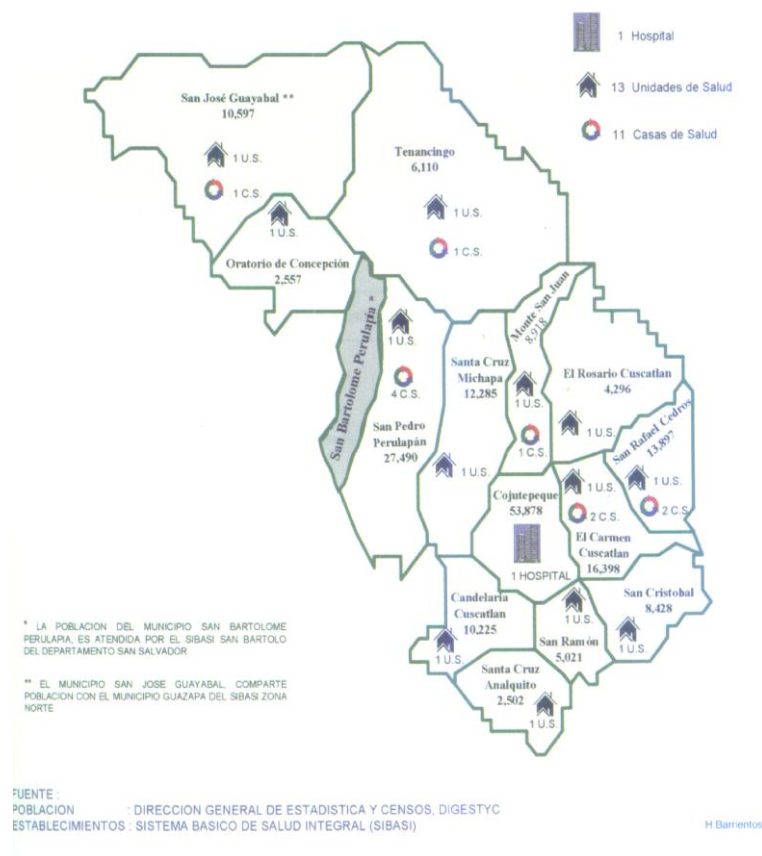 1 Hospital
13 Unidades de Salud
11 Casas de Salud
San José Guayabal **
10,597
1 U.S.
1 C.S.
Tenancingo
6,110
1 U.S.
1 C.S.
1 U.S.
Oratorio de Concepción
2,557
San Bartolome Perulapía *
1 U.S.
4 C.S.
San Pedro
Perulapán
27,490
Santa Cruz
Michapa
12,285
1 U.S.
Monte San Juan
8,918
1 U.S.
1 C.S.
El Rosario Cuscatlan
4,296
1 U.S.
San Rafael Cedros
13,897
1 U.S.
2 C.S.
Cojutepeque
53,878
1 HOSPITAL
1 U.S.
2 C.S.
El Carmen
Cuscatlan
16,398
Candelaria
Cuscatlan
10,225
1 U.S.
1 U.S.
San Ramón
5,021
San Cristobal
8,428
1 U.S.
Santa Cruz
Analquito
2,502
1 U.S.
* LA POBLACION DEL MUNICIPIO SAN BARTOLOME
PERULAPIA, ES ATENDIDA POR EL SIBASI SAN BARTOLO
DEL DEPARTAMENTO SAN SALVADOR
** EL MUNICIPIO SAN JOSE GUAYABAL, COMPARTE
POBLACION CON EL MUNICIPIO GUAZAPA DEL SIBASI ZONA
NORTE
FUENTE :
POBLACION : DIRECCION GENERAL DE ESTADISTICA Y CENSOS, DIGESTYC
ESTABLECIMIENTOS : SISTEMA BASICO DE SALUD INTEGRAL (SIBASI)
H.Barrientos